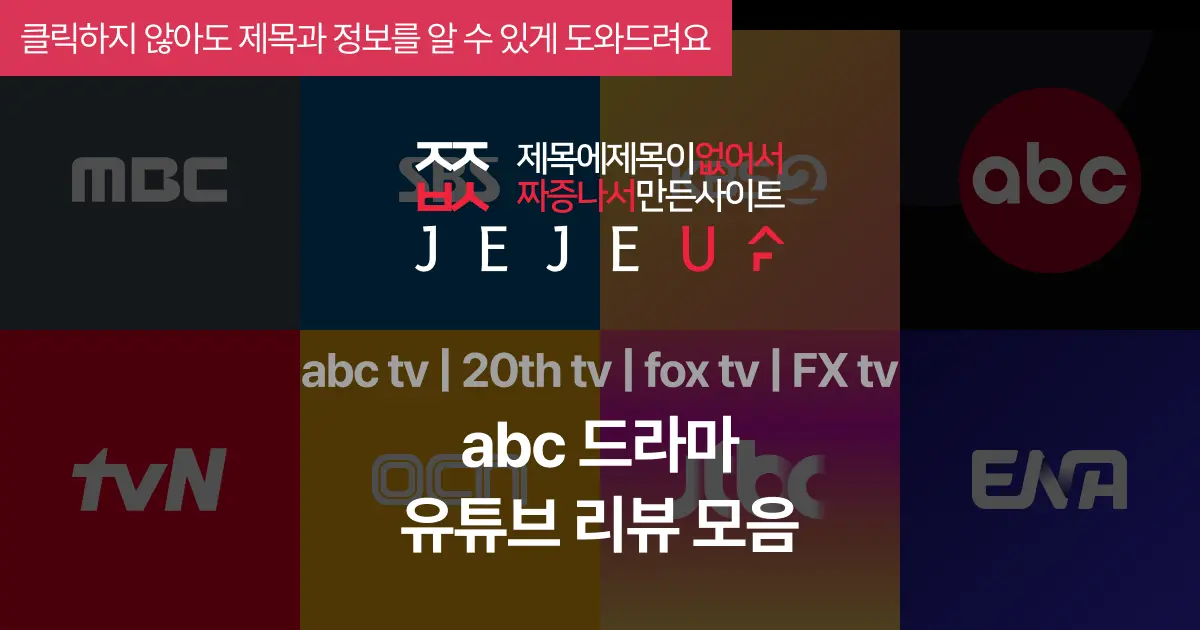 클릭하지 않아도 제목과 정보를 알 수 있게 도와드려요
MBC
SBS
KBS2
abc
쯦
제목에제목이없어서
짜증나서만든사이트
JEJEU
abc tv | 20th tv | fox tv | FX tv
abc 드라마
유튜브 리뷰 모음
tvN
OCN
jtbc
ENA